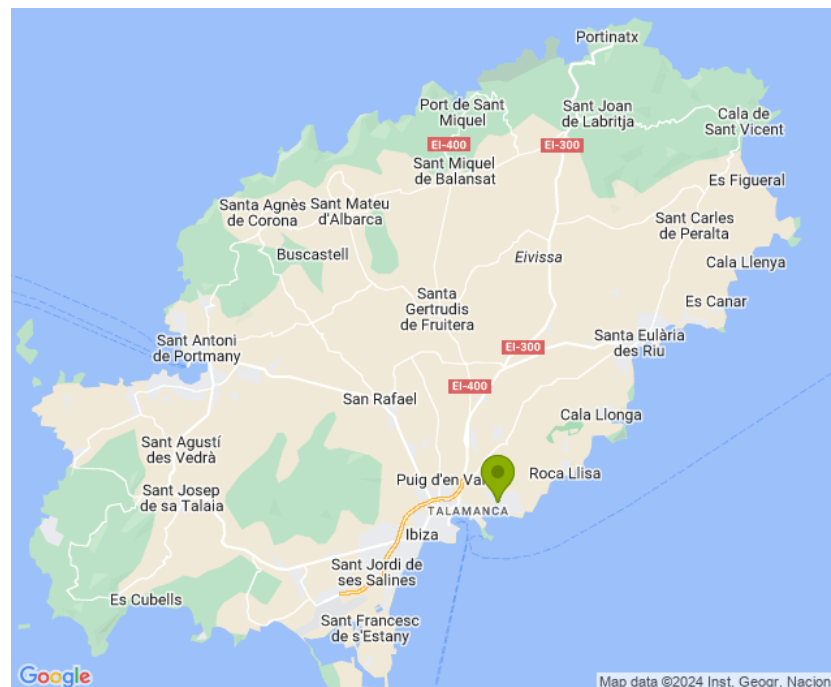 Portinatx
Port de Sant
Miquel
Sant Joan
de Labritja
Cala de
Sant Vicent
EI-400
EI-300
Sant Miquel
de Balansat
Es Figueral
Santa Agnès
de Corona
Sant Mateu
d'Albarca
Sant Carles
de Peralta
Buscastell
Eivissa
Cala Llenya
Santa
Gertrudis
de Fruitera
Es Canar
Sant Antoni
de Portmany
Santa Eulària
des Riu
EI-300
EI-400
San Rafael
Cala Llonga
Sant Agustí
des Vedrà
Roca Llisa
Puig d'en Val
Sant Josep
de sa Talaia
TALAMANCA
Ibiza
Sant Jordi de
ses Salines
Es Cubells
Sant Francesc
de s'Estany
Google
Map data ©2024 Inst. Geogr. Nacion